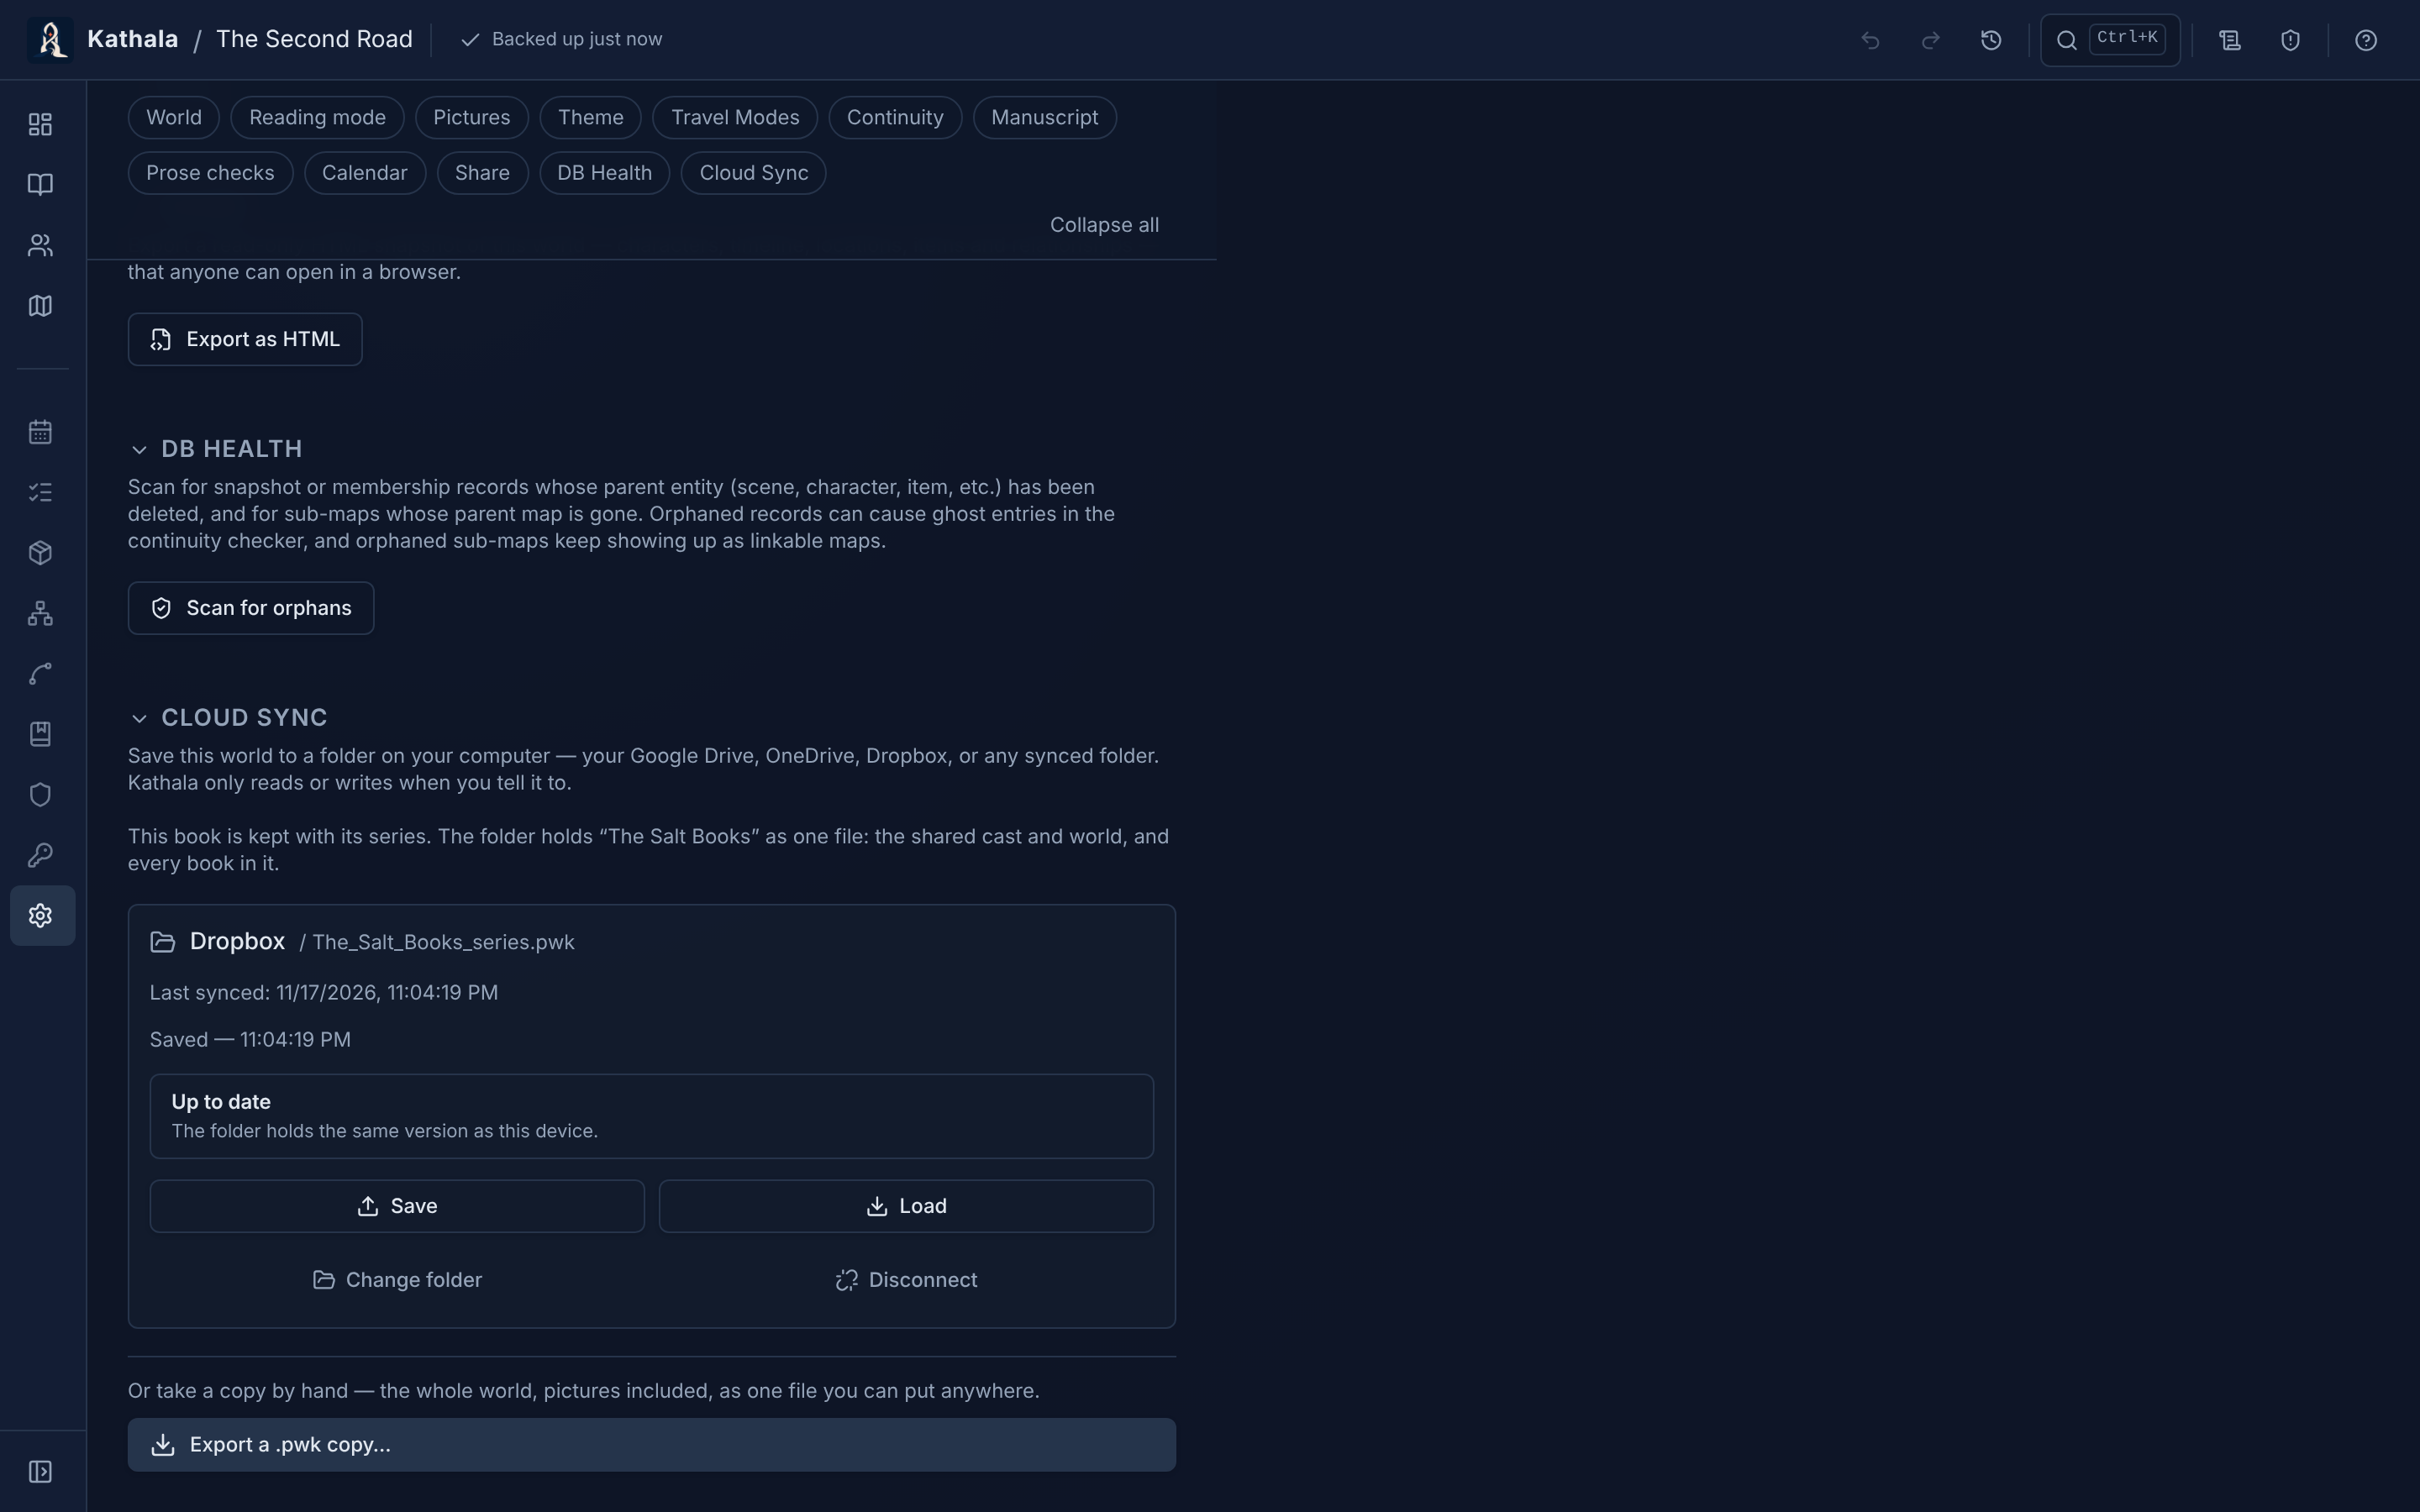 Kathala / The Second Road
Backed up just now
Ctrl+K
World
Reading mode
Pictures
Theme
Travel Modes
Continuity
Manuscript
Prose checks
Calendar
Share
DB Health
Cloud Sync
Collapse all
that anyone can open in a browser.
Export as HTML
DB HEALTH
Scan for snapshot or membership records whose parent entity (scene, character, item, etc.) has been
deleted, and for sub-maps whose parent map is gone. Orphaned records can cause ghost entries in the
continuity checker, and orphaned sub-maps keep showing up as linkable maps.
Scan for orphans
CLOUD SYNC
Save this world to a folder on your computer — your Google Drive, OneDrive, Dropbox, or any synced folder.
Kathala only reads or writes when you tell it to.
This book is kept with its series. The folder holds “The Salt Books” as one file: the shared cast and world, and
every book in it.
Dropbox / The_Salt_Books_series.pwk
Last synced: 11/17/2026, 11:04:19 PM
Saved — 11:04:19 PM
Up to date
The folder holds the same version as this device.
Save
Load
Change folder
Disconnect
Or take a copy by hand — the whole world, pictures included, as one file you can put anywhere.
Export a .pwk copy...